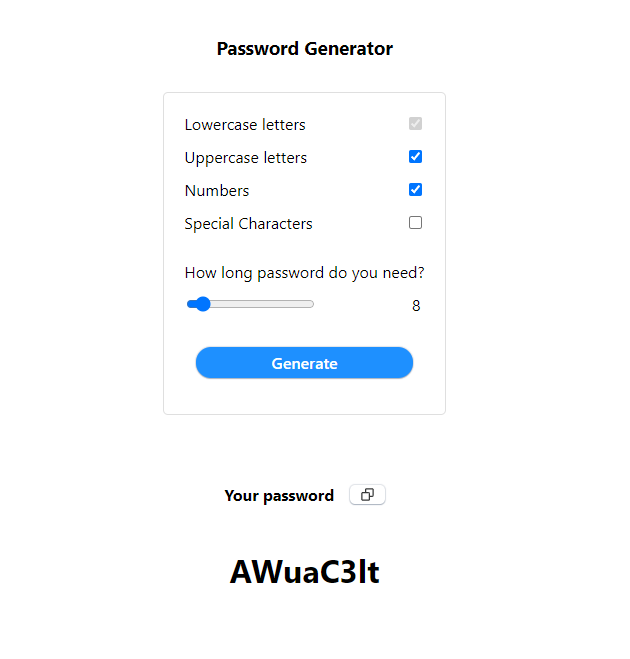 Password Generator
Lowercase letters
Uppercase letters
Numbers
Special Characters
How long password do you need?
8
Generate
Your password
AWuaC3lt